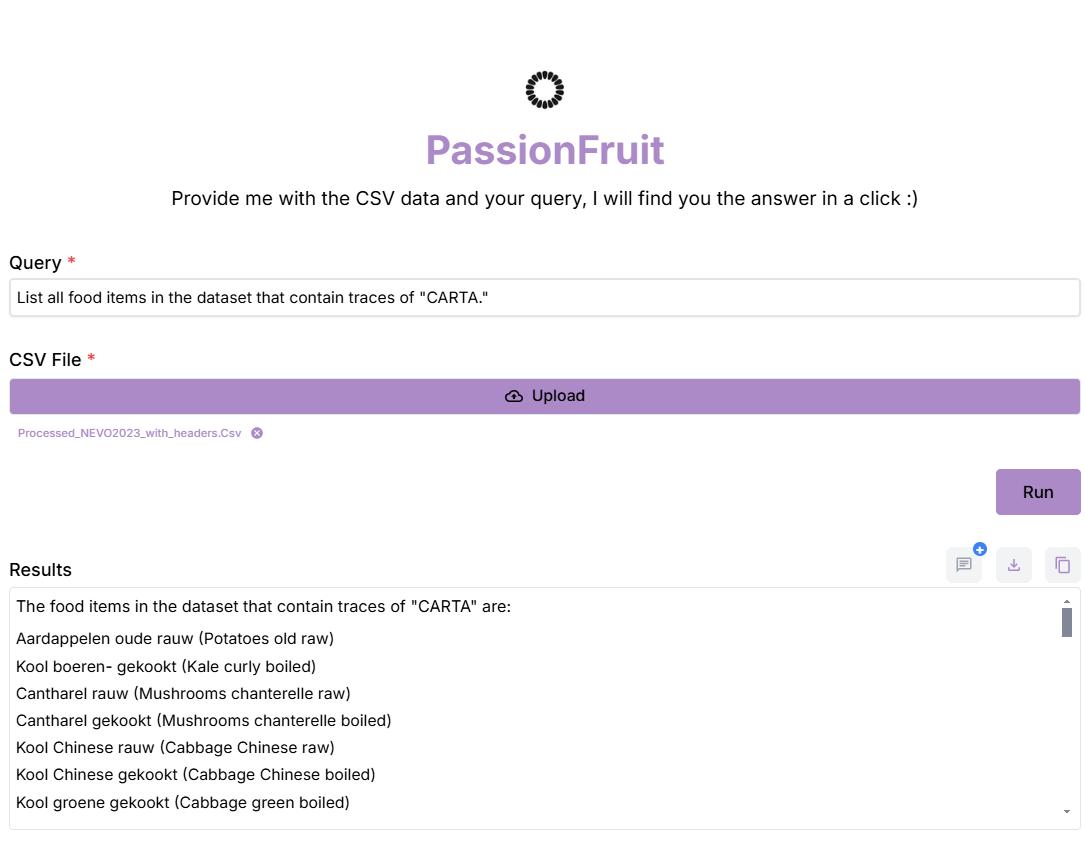 PassionFruit
Provide me with the CSV data and your query, I will find you the answer in a click :)
Query *
List all food items in the dataset that contain traces of "CARTA."
CSV File *
Upload
Processed_NEVO2023_with_headers.Csv
Run
Results
The food items in the dataset that contain traces of "CARTA" are:
Aardappelen oude rauw (Potatoes old raw)
Kool boeren- gekookt (Kale curly boiled)
Cantharel rauw (Mushrooms chanterelle raw)
Cantharel gekookt (Mushrooms chanterelle boiled)
Kool Chinese rauw (Cabbage Chinese raw)
Kool Chinese gekookt (Cabbage Chinese boiled)
Kool groene gekookt (Cabbage green boiled)